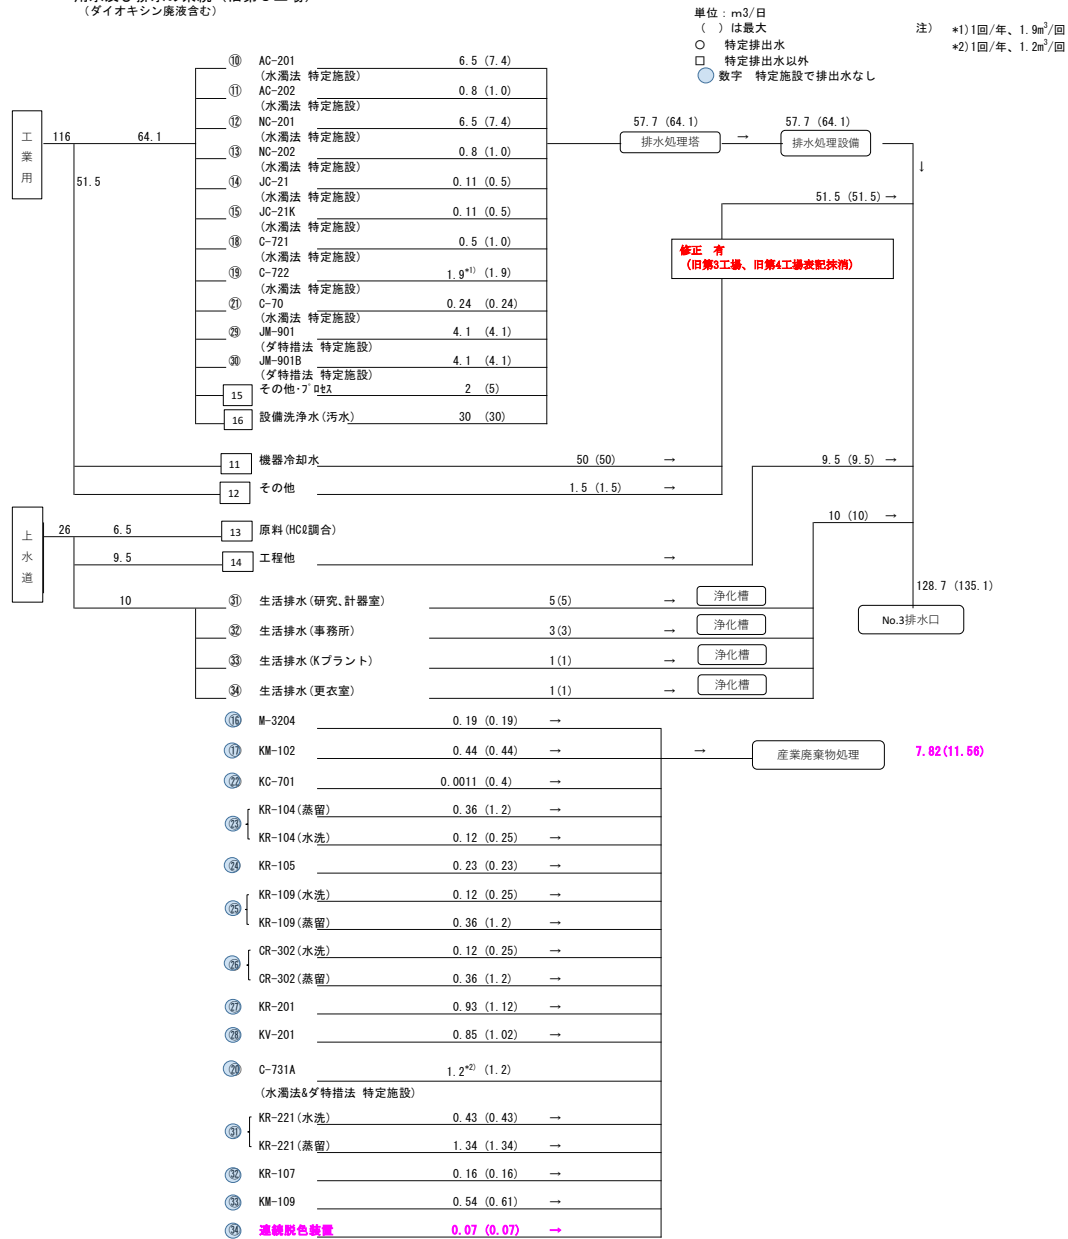 (ダイオキシン廃液含む)
単位：m3/日
( )は最大
○ 特定排出水
□ 特定排出水以外
数字 特定施設で排出水なし
注) *1)1回/年、1.9m³/回
*2)1回/年、1.2m³/回
工業用
116
64.1
51.5
⑩ AC-201 6.5 (7.4)
(水濁法 特定施設)
⑪ AC-202 0.8 (1.0)
(水濁法 特定施設)
⑫ NC-201 6.5 (7.4)
(水濁法 特定施設)
⑬ NC-202 0.8 (1.0)
(水濁法 特定施設)
⑭ JC-21 0.11 (0.5)
(水濁法 特定施設)
⑮ JC-21K 0.11 (0.5)
(水濁法 特定施設)
⑱ C-721 0.5 (1.0)
(水濁法 特定施設)
⑲ C-722 1.9*1) (1.9)
(水濁法 特定施設)
㉑ C-70 0.24 (0.24)
(水濁法 特定施設)
㉙ JM-901 4.1 (4.1)
(ダ特措法 特定施設)
㉚ JM-901B 4.1 (4.1)
(ダ特措法 特定施設)
15 その他・プロセス 2 (5)
16 設備洗浄水(汚水) 30 (30)
57.7 (64.1)
排水処理塔
→
57.7 (64.1)
排水処理設備
↓
51.5 (51.5) →
修正 有
(旧第3工場、旧第4工場表記抹消)
11 機器冷却水 50 (50) →
9.5 (9.5) →
12 その他 1.5 (1.5) →
10 (10) →
上水道
26
6.5
13 原料(HCℓ調合)
9.5
14 工程他 →
128.7 (135.1)
No.3排水口
10
㉛ 生活排水(研究、計器室) 5(5) → 浄化槽
㉜ 生活排水(事務所) 3(3) → 浄化槽
㉝ 生活排水(Kプラント) 1(1) → 浄化槽
㉞ 生活排水(更衣室) 1(1) → 浄化槽
⑯ M-3204 0.19 (0.19) →
⑰ KM-102 0.44 (0.44) →
→ 産業廃棄物処理 7.82(11.56)
㉒ KC-701 0.0011 (0.4) →
㉓ KR-104(蒸留) 0.36 (1.2) →
KR-104(水洗) 0.12 (0.25) →
㉔ KR-105 0.23 (0.23) →
㉕ KR-109(水洗) 0.12 (0.25) →
KR-109(蒸留) 0.36 (1.2) →
㉖ CR-302(水洗) 0.12 (0.25) →
CR-302(蒸留) 0.36 (1.2) →
㉗ KR-201 0.93 (1.12) →
㉘ KV-201 0.85 (1.02) →
⑳ C-731A 1.2*2) (1.2)
(水濁法&ダ特措法 特定施設)
㉛ KR-221(水洗) 0.43 (0.43) →
KR-221(蒸留) 1.34 (1.34) →
㉜ KR-107 0.16 (0.16) →
㉝ KM-109 0.54 (0.61) →
㉞ 連続脱色装置 0.07 (0.07) →